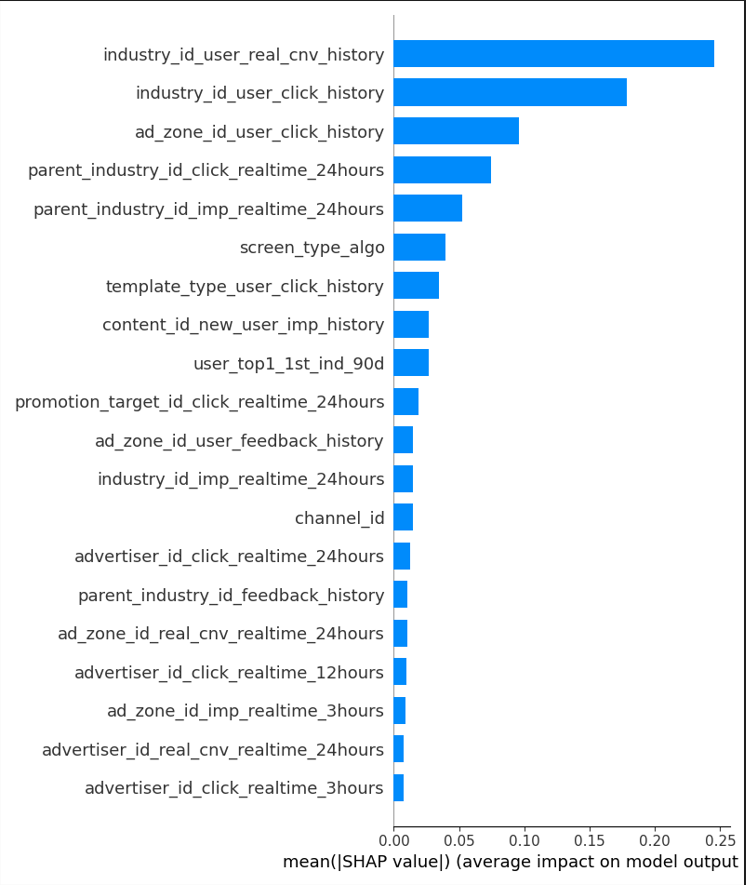 industry_id_user_real_cnv_history
industry_id_user_click_history
ad_zone_id_user_click_history
parent_industry_id_click_realtime_24hours
parent_industry_id_imp_realtime_24hours
screen_type_algo
template_type_user_click_history
content_id_new_user_imp_history
user_top1_1st_ind_90d
promotion_target_id_click_realtime_24hours
ad_zone_id_user_feedback_history
industry_id_imp_realtime_24hours
channel_id
advertiser_id_click_realtime_24hours
parent_industry_id_feedback_history
ad_zone_id_real_cnv_realtime_24hours
advertiser_id_click_realtime_12hours
ad_zone_id_imp_realtime_3hours
advertiser_id_real_cnv_realtime_24hours
advertiser_id_click_realtime_3hours
0.00 0.05 0.10 0.15 0.20 0.25
mean(|SHAP value|) (average impact on model output